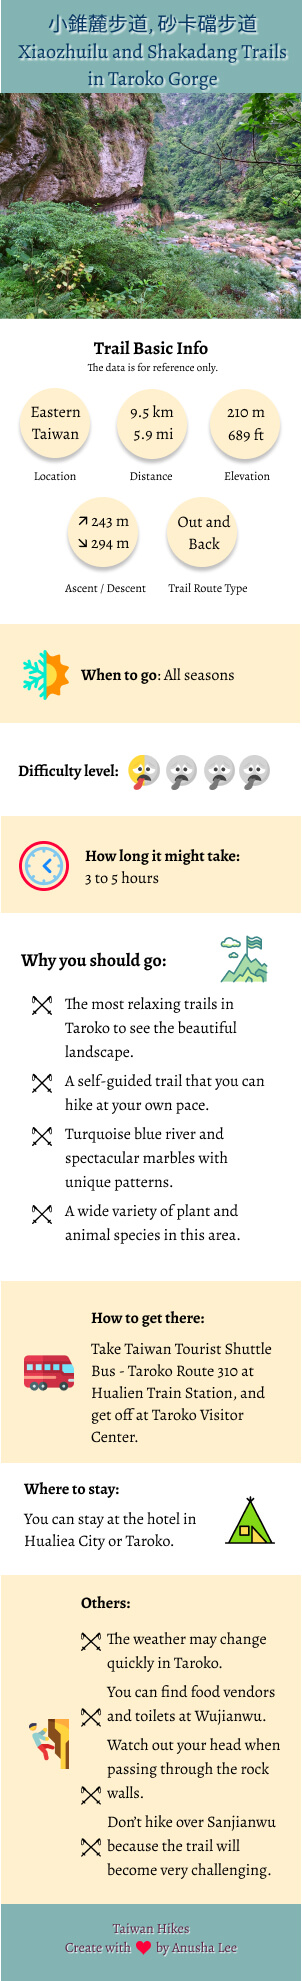 小錐麓步道, 砂卡礑步道
Xiaozhuilu and Shakadang Trails
in Taroko Gorge
Trail Basic Info
The data is for reference only.
Eastern
Taiwan
Location
9.5 km
5.9 mi
Distance
210 m
689 ft
Elevation
↗ 243 m
↘ 294 m
Ascent / Descent
Out and
Back
Trail Route Type
When to go: All seasons
Difficulty level:
How long it might take:
3 to 5 hours
Why you should go:
The most relaxing trails in
Taroko to see the beautiful
landscape.
A self-guided trail that you can
hike at your own pace.
Turquoise blue river and
spectacular marbles with
unique patterns.
A wide variety of plant and
animal species in this area.
How to get there:
Take Taiwan Tourist Shuttle
Bus - Taroko Route 310 at
Hualien Train Station, and
get off at Taroko Visitor
Center.
Where to stay:
You can stay at the hotel in
Hualiea City or Taroko.
Others:
The weather may change
quickly in Taroko.
You can find food vendors
and toilets at Wujianwu.
Watch out your head when
passing through the rock
walls.
Don't hike over Sanjianwu
because the trail will
become very challenging.
Taiwan Hikes
Create with ❤ by Anusha Lee